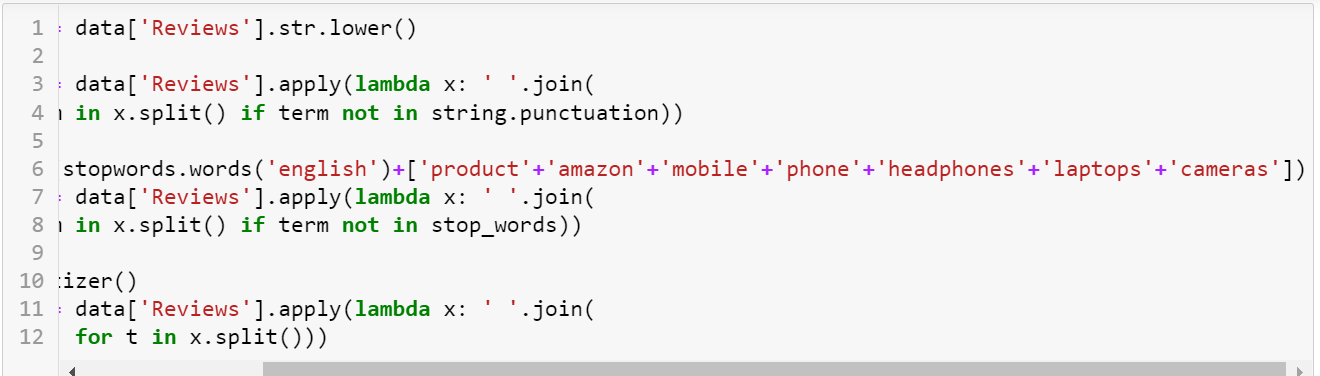 1 data['Reviews'].str.lower()
2
3 data['Reviews'].apply(lambda x: ' '.join(
4 in x.split() if term not in string.punctuation))
5
6 stopwords.words('english')+['product'+'amazon'+'mobile'+'phone'+'headphones'+'laptops'+'cameras'])
7 data['Reviews'].apply(lambda x: ' '.join(
8 in x.split() if term not in stop_words))
9
10 izer()
11 data['Reviews'].apply(lambda x: ' '.join(
12 for t in x.split()))